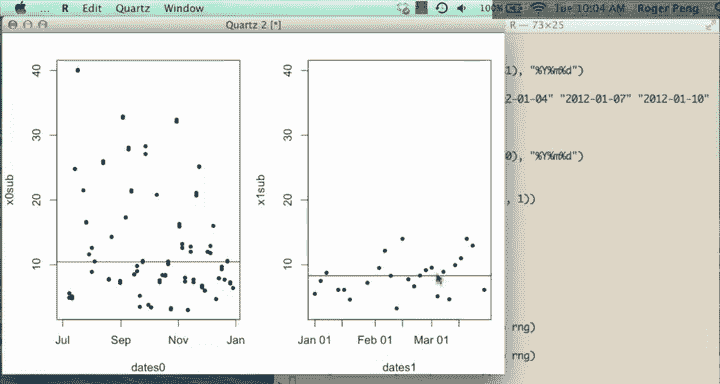 ... R Edit Quartz Window 100% Tue 10:04 AM Roger Peng
Quartz 2 [*]
R — 73×25
1), "%Y%m%d")
2-01-04" "2012-01-07" "2012-01-10"
0), "%Y%m%d")
, 1))
rng)
rng)
x0sub
40
30
20
10
Jul Sep Nov Jan
dates0
x1sub
40
30
20
10
Jan 01 Feb 01 Mar 01
dates1